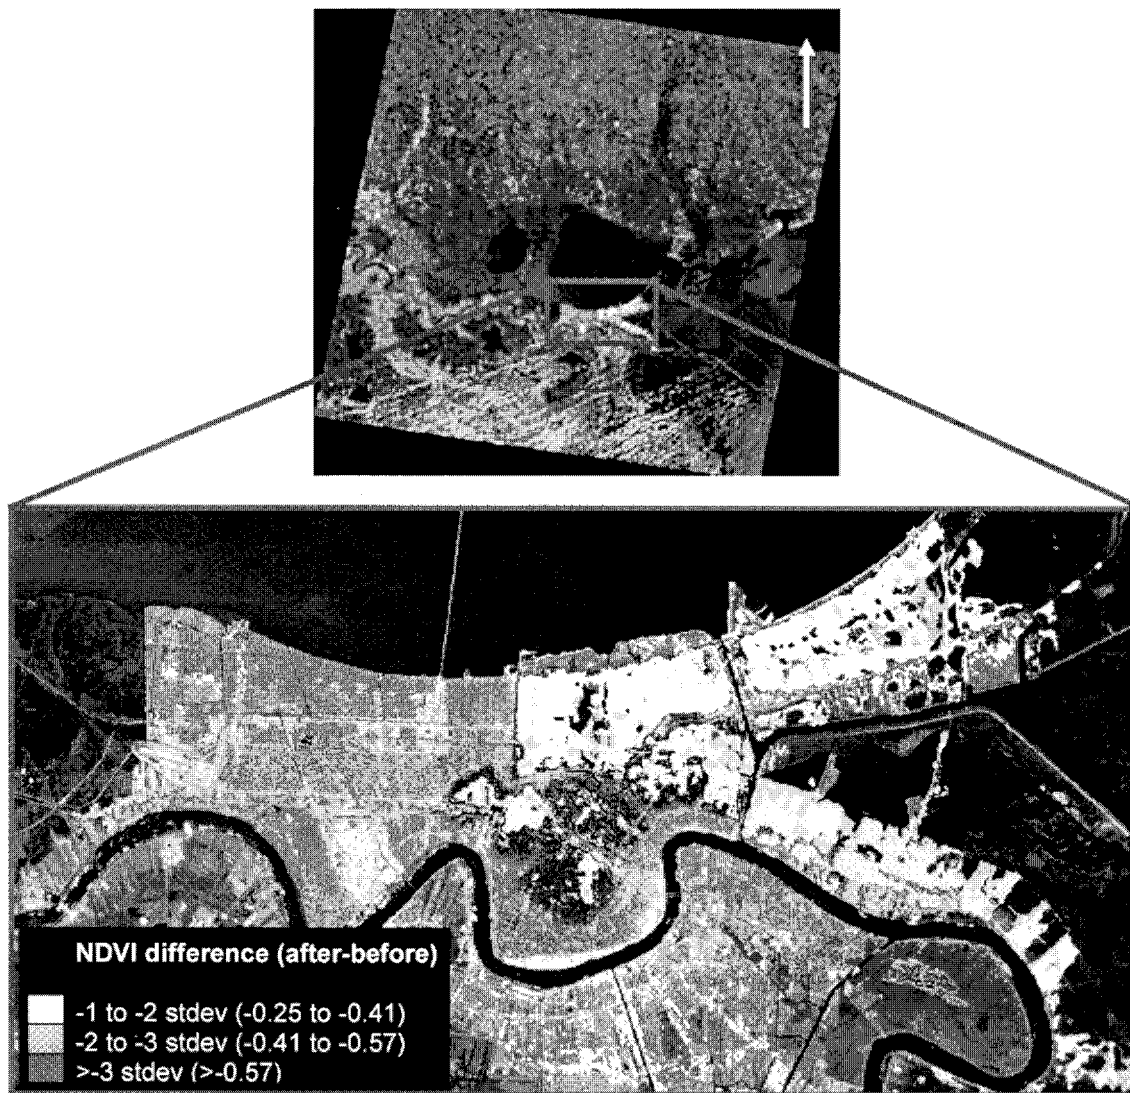 NDVI difference (after-before)
-1 to -2 stdev (-0.25 to -0.41)
-2 to -3 stdev (-0.41 to -0.57)
>-3 stdev (>-0.57)